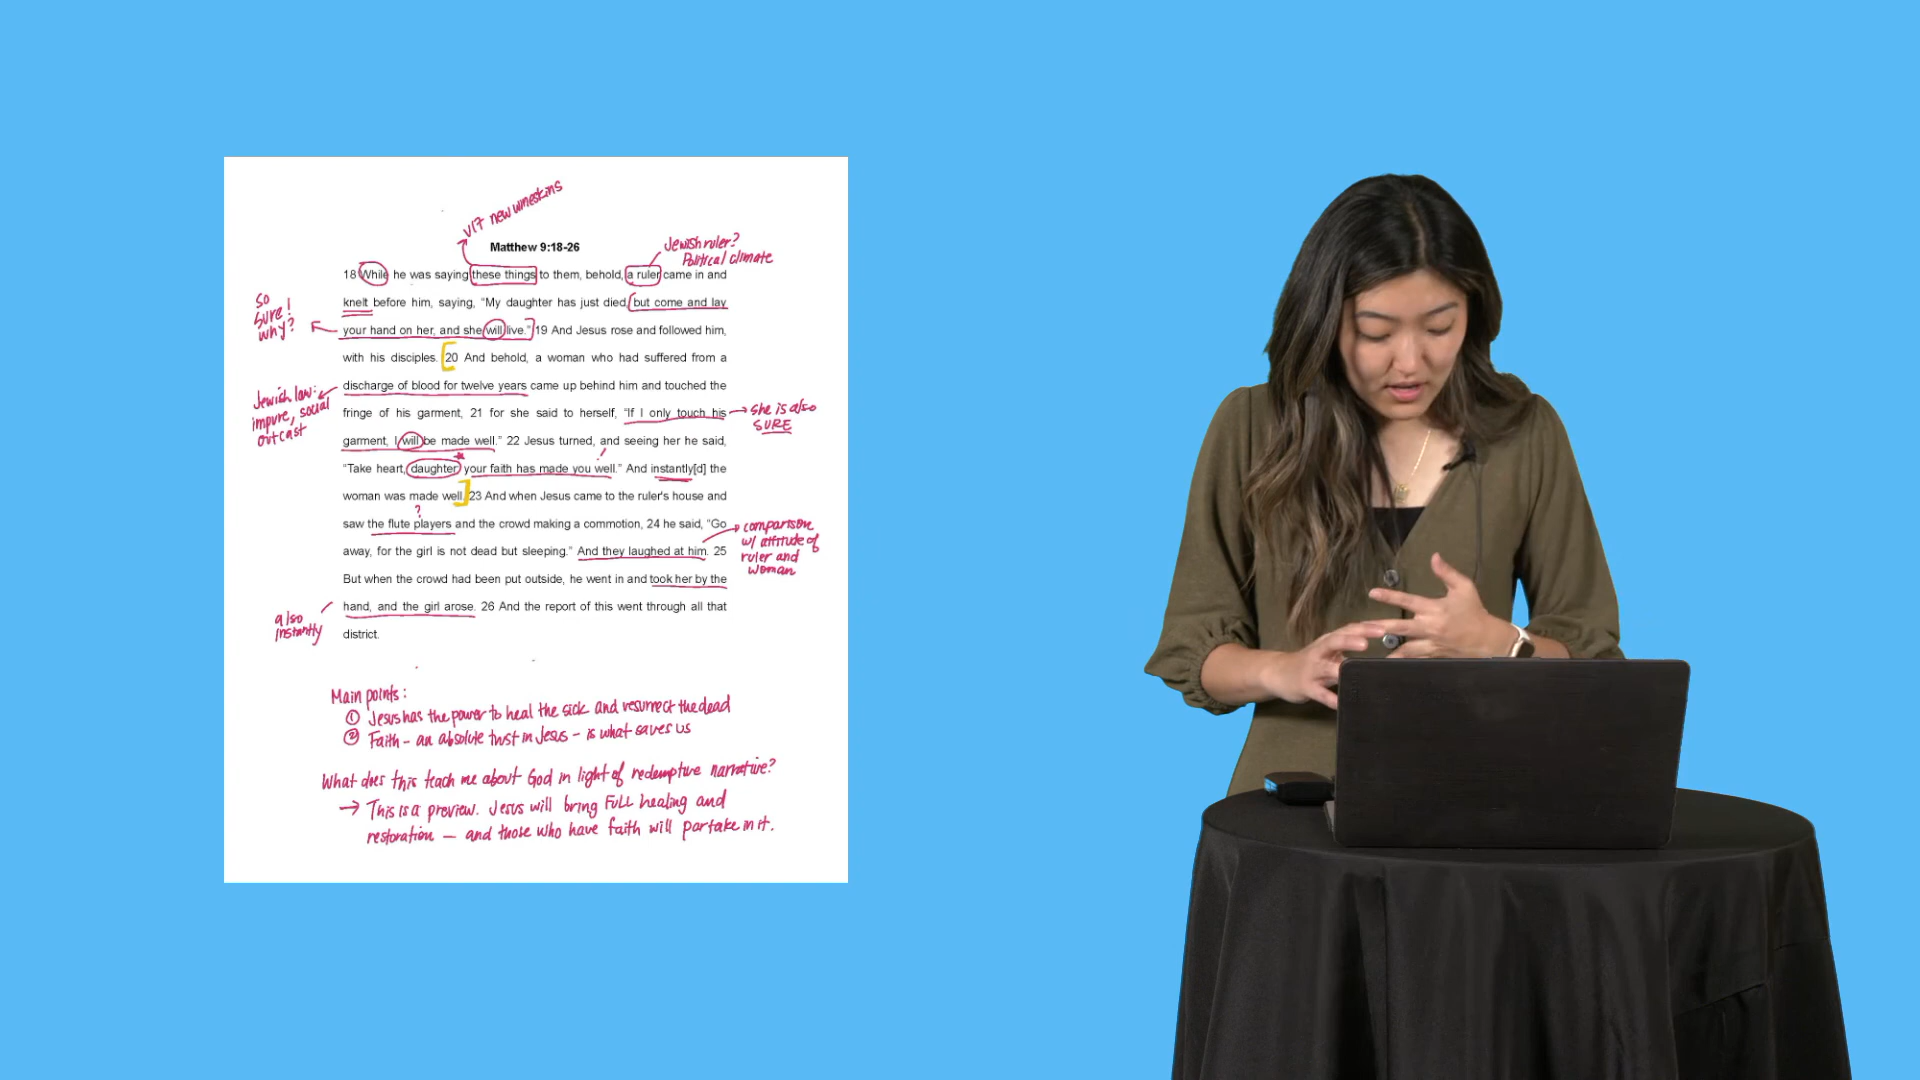 v17 new wineskins
Matthew 9:18-26
Jewish ruler?
Political climate
18 While he was saying these things to them, behold, a ruler came in and
knelt before him, saying, “My daughter has just died, but come and lay
your hand on her, and she will live.” 19 And Jesus rose and followed him,
with his disciples. 20 And behold, a woman who had suffered from a
discharge of blood for twelve years came up behind him and touched the
fringe of his garment, 21 for she said to herself, “If I only touch his
garment, I will be made well.” 22 Jesus turned, and seeing her he said,
“Take heart, daughter; your faith has made you well.” And instantly[d] the
woman was made well. 23 And when Jesus came to the ruler's house and
saw the flute players and the crowd making a commotion, 24 he said, “Go
away, for the girl is not dead but sleeping.” And they laughed at him. 25
But when the crowd had been put outside, he went in and took her by the
hand, and the girl arose. 26 And the report of this went through all that
district.
so
sure!
why?
Jewish law:
impure, social
outcast
she is also
SURE
!
?
comparison
w/ attitude of
ruler and
woman
also
instantly
Main points:
① Jesus has the power to heal the sick and resurrect the dead
② Faith - an absolute trust in Jesus - is what saves us
What does this teach me about God in light of redemptive narrative?
→ This is a preview. Jesus will bring FULL healing and
restoration — and those who have faith will partake in it.